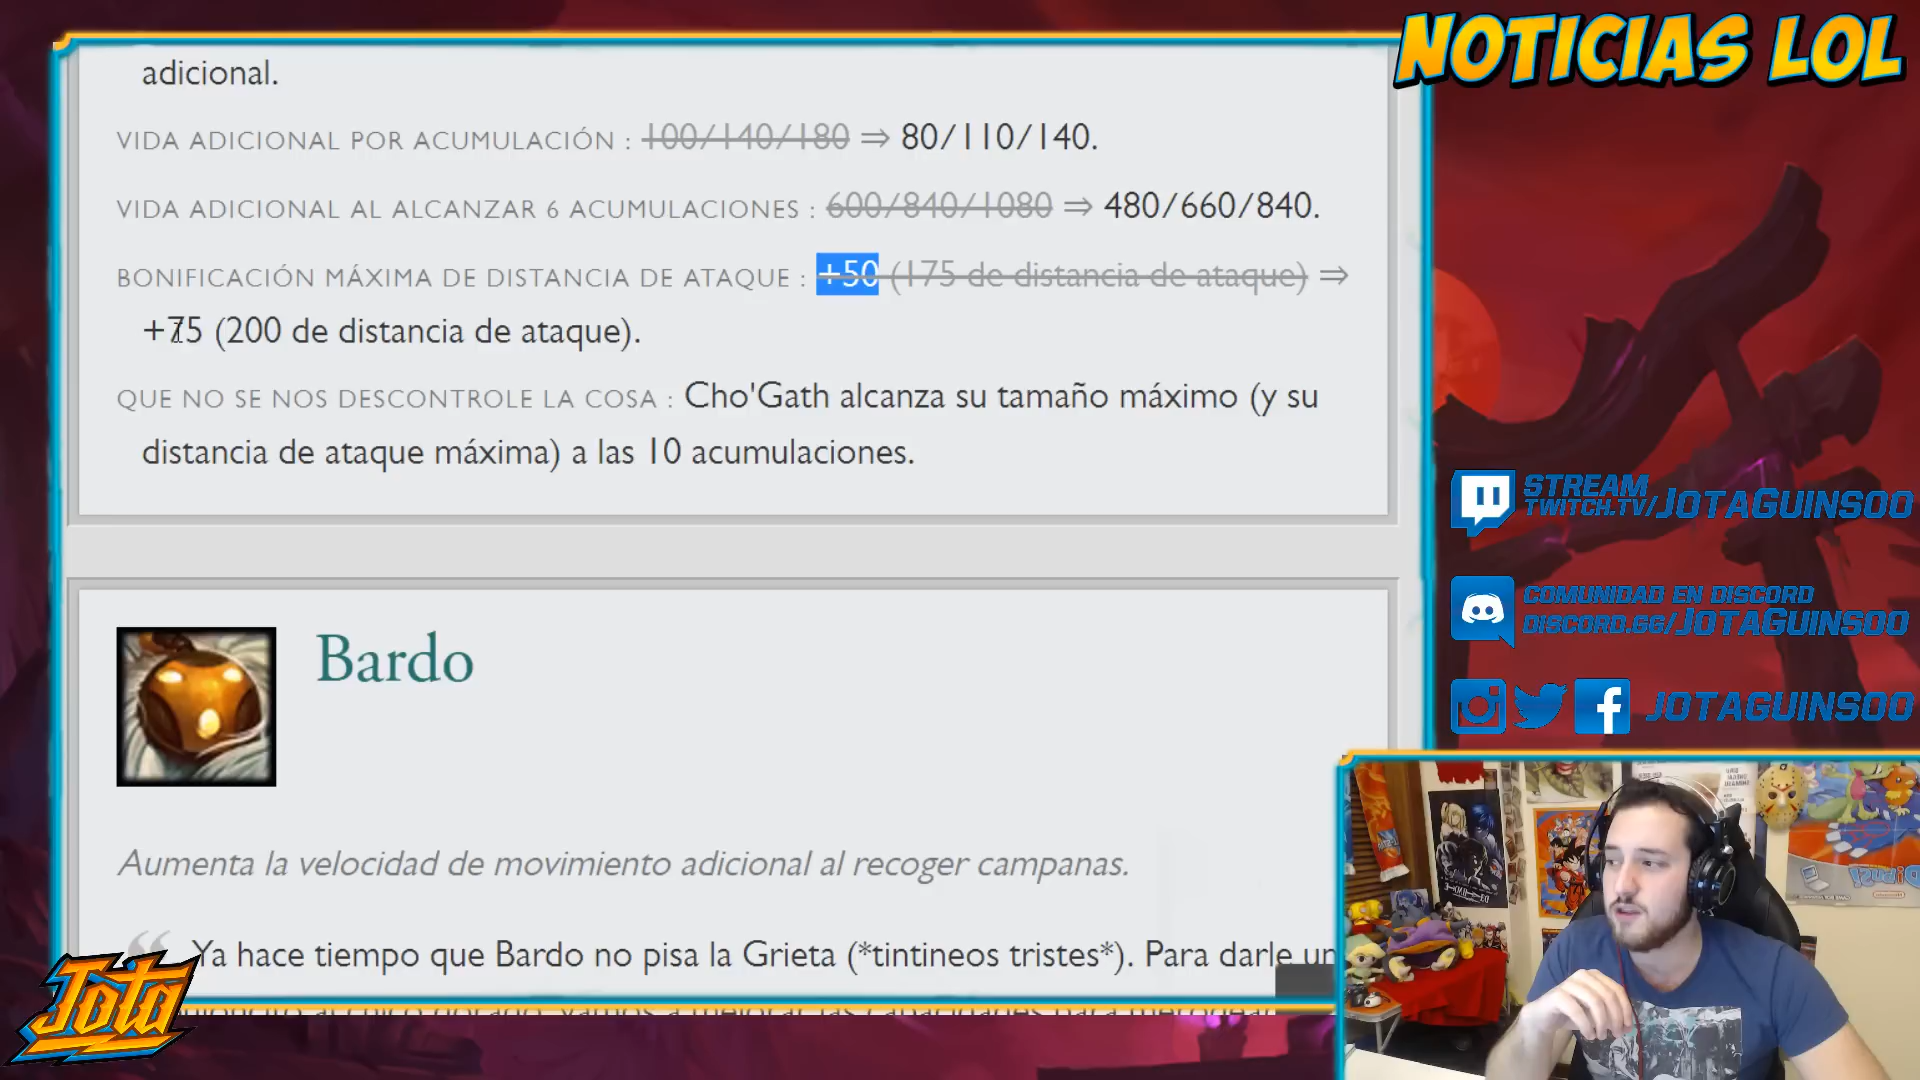 NOTICIAS LOL
adicional.
VIDA ADICIONAL POR ACUMULACIÓN : 100/140/180 ⇒ 80/110/140.
VIDA ADICIONAL AL ALCANZAR 6 ACUMULACIONES : 600/840/1080 ⇒ 480/660/840.
BONIFICACIÓN MÁXIMA DE DISTANCIA DE ATAQUE : +50 (175 de distancia de ataque) ⇒
+75 (200 de distancia de ataque).
QUE NO SE NOS DESCONTROLE LA COSA : Cho'Gath alcanza su tamaño máximo (y su
distancia de ataque máxima) a las 10 acumulaciones.
Bardo
Aumenta la velocidad de movimiento adicional al recoger campanas.
“ Ya hace tiempo que Bardo no pisa la Grieta (*tintineos tristes*). Para darle un
STREAM
TWITCH.TV/JOTAGUINSOO
COMUNIDAD EN DISCORD
DISCORD.GG/JOTAGUINSOO
JOTAGUINSOO
Jota